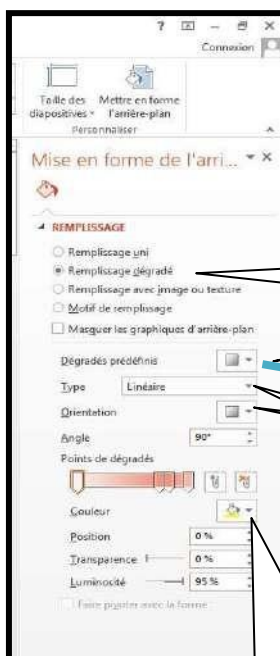 ?
Connexion
Taille des diapositives
Mettre en forme l'arrière-plan
Personnaliser
Mise en forme de l'arri...
REMPLISSAGE
Remplissage uni
Remplissage dégradé
Remplissage avec image ou texture
Motif de remplissage
Masquer les graphiques d'arrière-plan
Dégradés prédéfinis
Type Linéaire
Orientation
Angle 90°
Points de dégradés
Couleur
Position 0 %
Transparence 0 %
Luminosité 95 %
Faire pivoter avec la forme